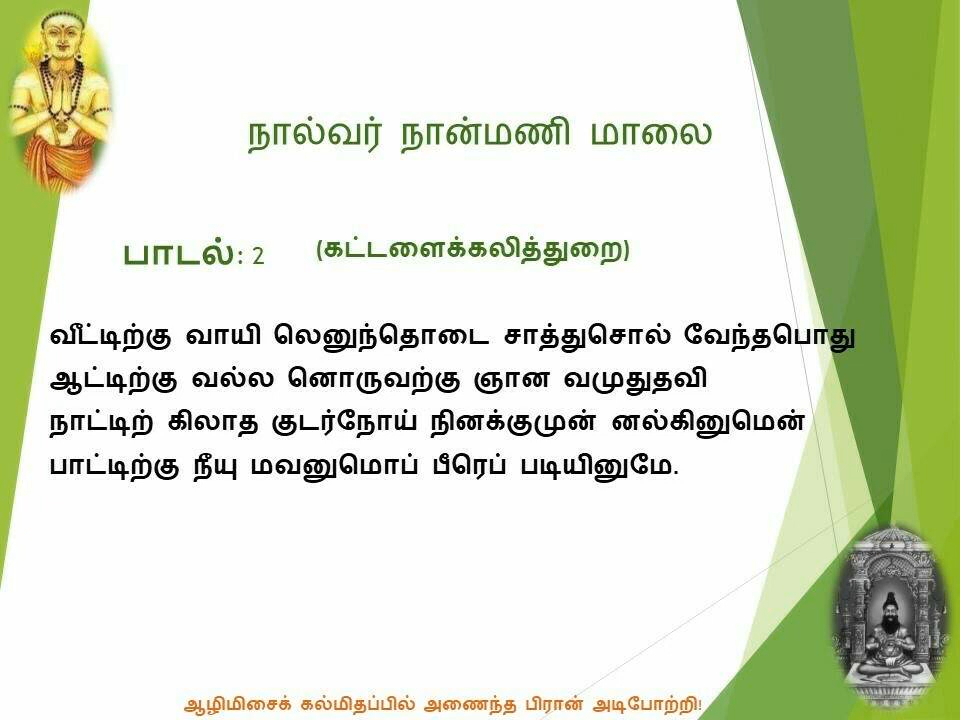 நால்வர் நான்மணி மாலை
பாடல்: 2 (கட்டளைக்கலித்துறை)
வீட்டிற்கு வாயி லெனுந்தொடை சாத்துசொல் வேந்தபொது
ஆட்டிற்கு வல்ல னொருவற்கு ஞான வமுதுதவி
நாட்டிற் கிலாத குடர்நோய் நினக்குமுன் னல்கினுமென்
பாட்டிற்கு நீயு மவனுமொப் பீரெப் படியினுமே.
ஆழிமிசைக் கல்மிதப்பில் அணைந்த பிரான் அடிபோற்றி!